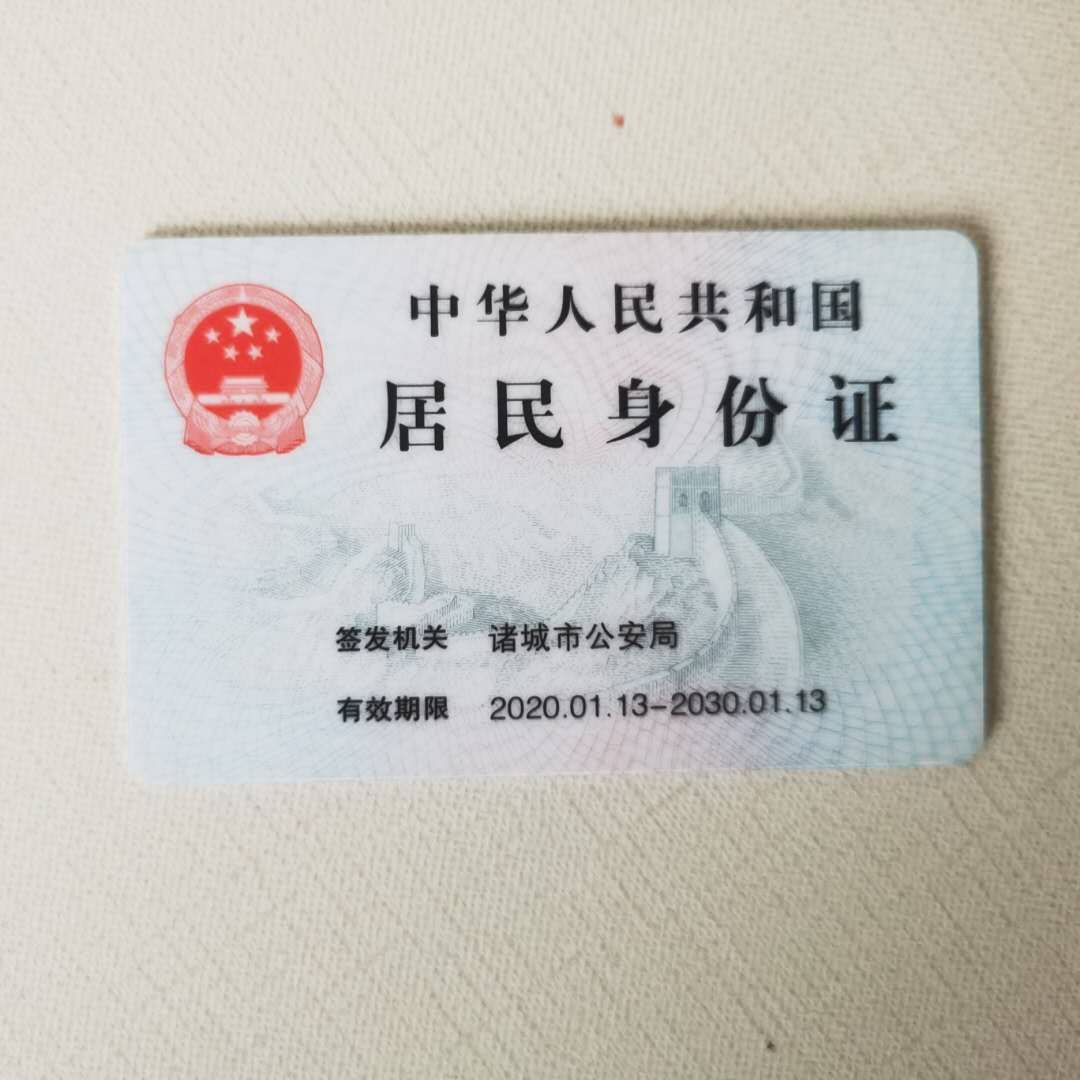 中华人民共和国
居民身份证
签发机关 诸城市公安局
有效期限 2020.01.13-2030.01.13